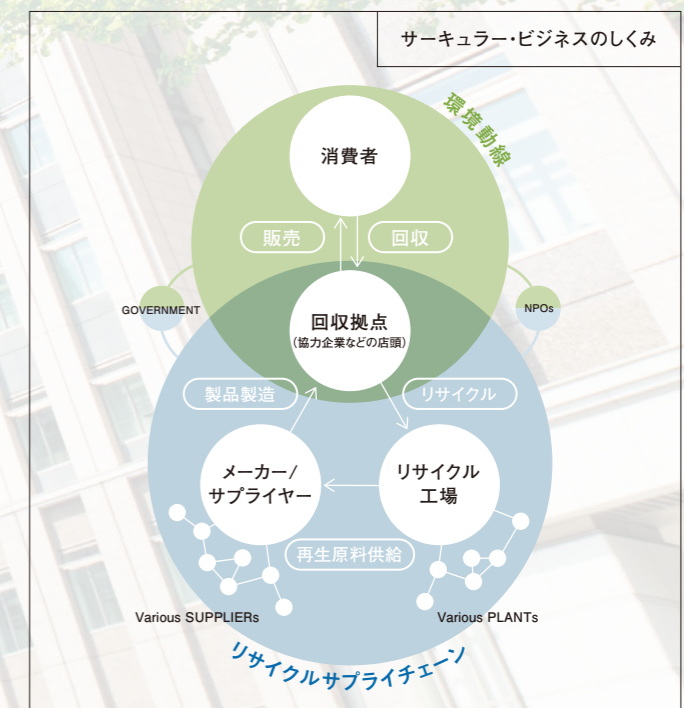 サーキュラー・ビジネスのしくみ
環境動線
消費者
販売
回収
GOVERNMENT
NPOs
回収拠点
(協力企業などの店頭)
製品製造
リサイクル
メーカー/
サプライヤー
リサイクル
工場
再生原料供給
Various SUPPLIERs
Various PLANTs
リサイクルサプライチェーン